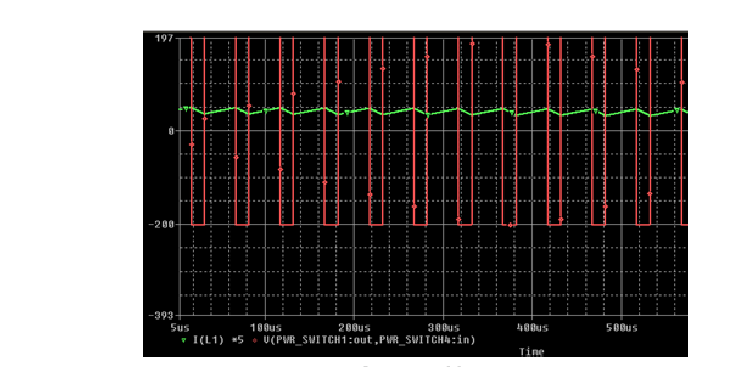 197
0
-200
-393
5us 100us 200us 300us 400us 500us
▼ I(L1) *5 ⋄ V(PWR_SWITCH1:out,PWR_SWITCH4:in)
Time